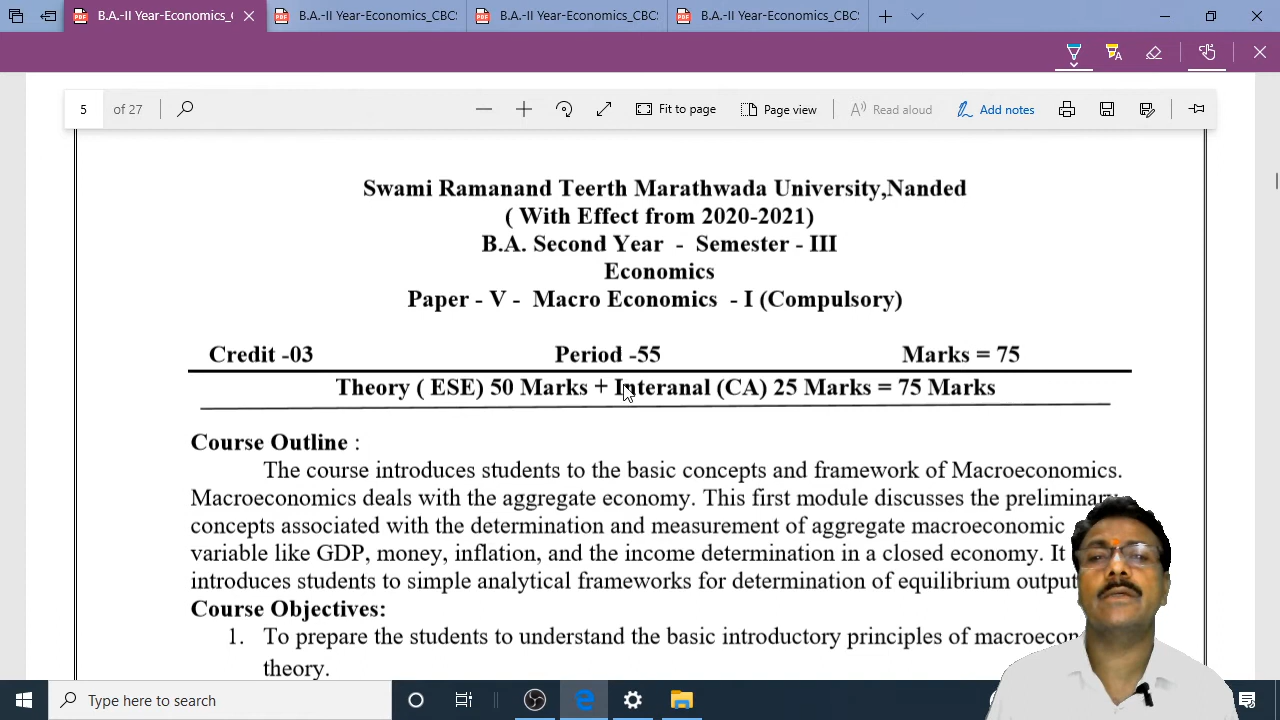 B.A.-II Year-Economics_( B.A.-II Year-Economics_CBC B.A.-II Year-Economics_CBC B.A.-II Year-Economics_CBC
5 of 27 Fit to page Page view Read aloud Add notes
Swami Ramanand Teerth Marathwada University,Nanded
( With Effect from 2020-2021)
B.A. Second Year - Semester - III
Economics
Paper - V - Macro Economics - I (Compulsory)
Credit -03 Period -55 Marks = 75
Theory ( ESE) 50 Marks + Interanal (CA) 25 Marks = 75 Marks
Course Outline :
The course introduces students to the basic concepts and framework of Macroeconomics.
Macroeconomics deals with the aggregate economy. This first module discusses the preliminary
concepts associated with the determination and measurement of aggregate macroeconomic
variable like GDP, money, inflation, and the income determination in a closed economy. It
introduces students to simple analytical frameworks for determination of equilibrium output
Course Objectives:
1. To prepare the students to understand the basic introductory principles of macroecon
theory.
Type here to search